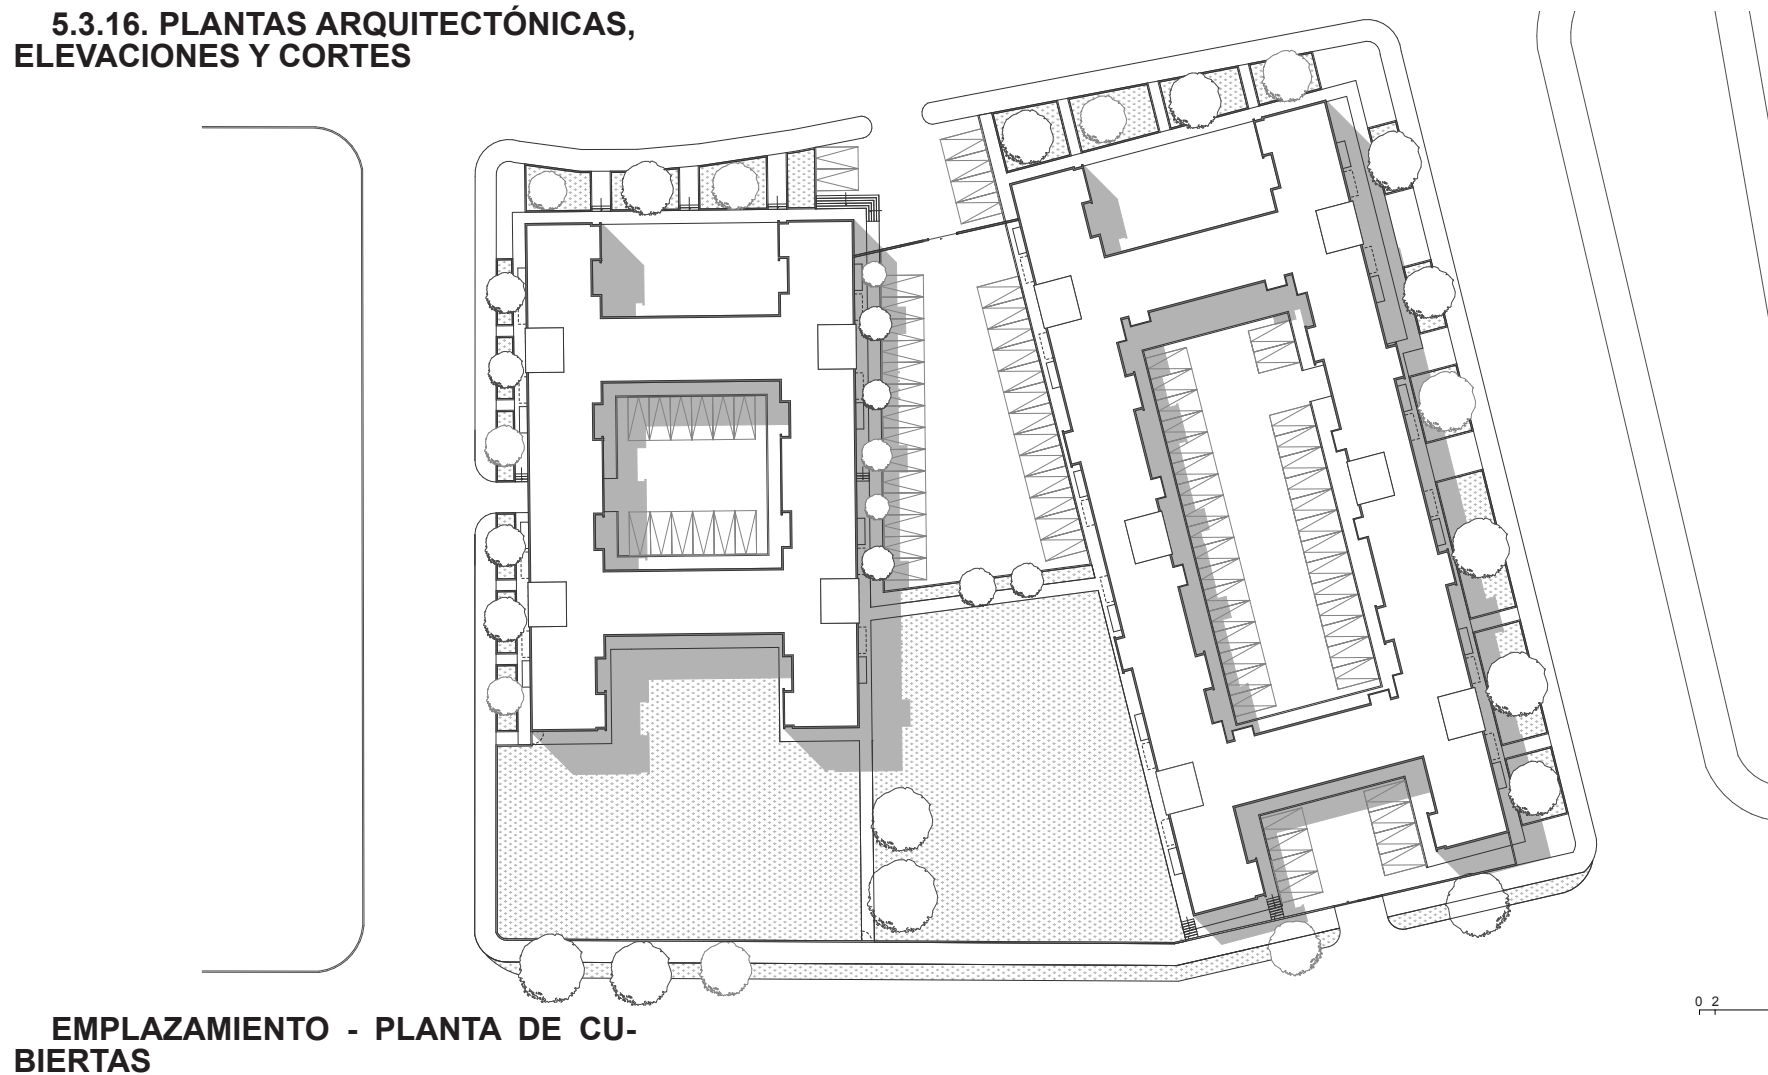 5.3.16. PLANTAS ARQUITECTÓNICAS,
ELEVACIONES Y CORTES
0 2
EMPLAZAMIENTO - PLANTA DE CU-
BIERTAS